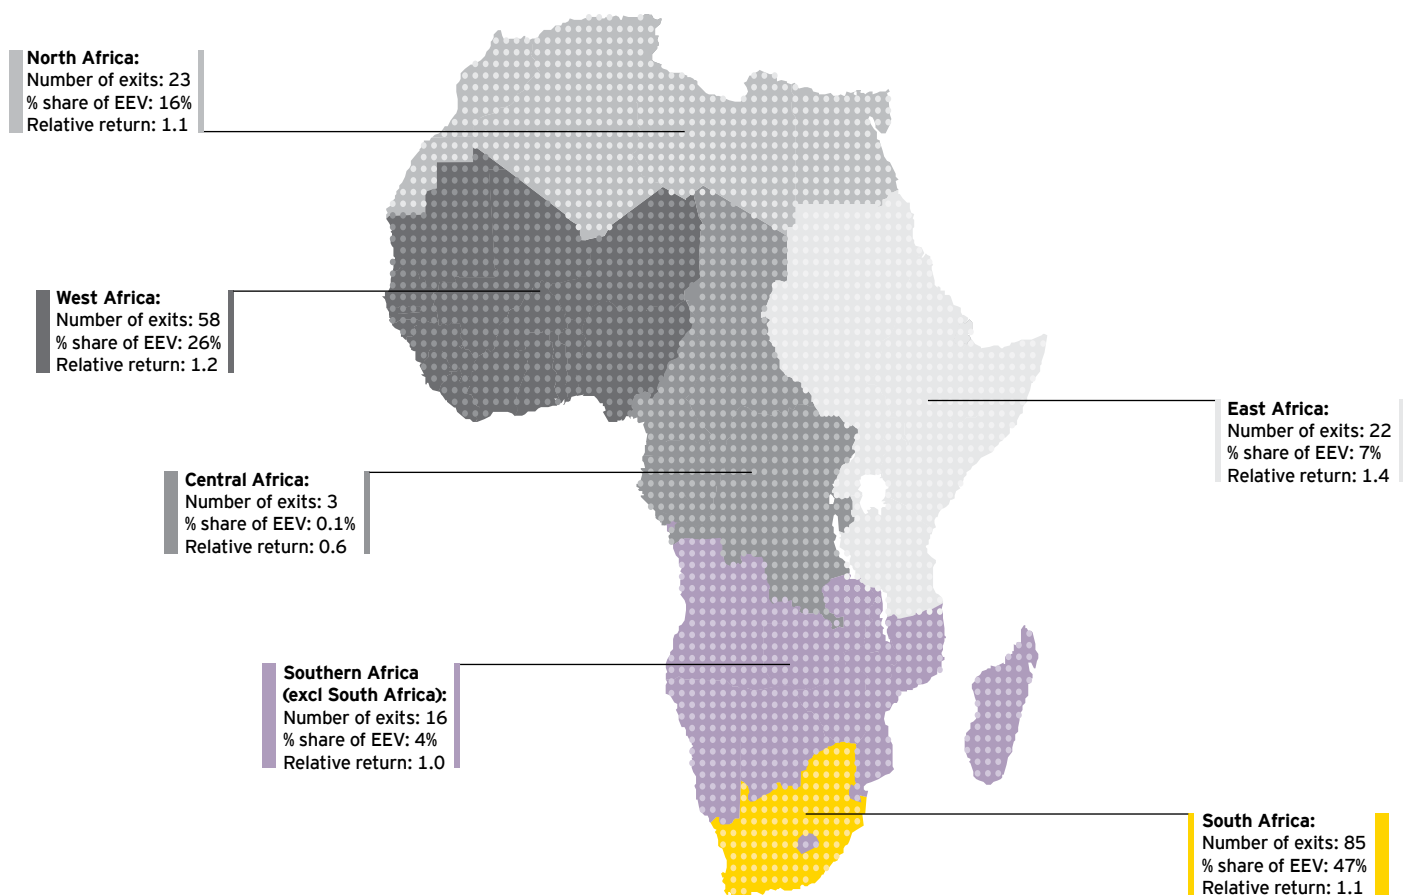 North Africa:
Number of exits: 23
% share of EEV: 16%
Relative return: 1.1
West Africa:
Number of exits: 58
% share of EEV: 26%
Relative return: 1.2
East Africa:
Number of exits: 22
% share of EEV: 7%
Relative return: 1.4
Central Africa:
Number of exits: 3
% share of EEV: 0.1%
Relative return: 0.6
Southern Africa
(excl South Africa):
Number of exits: 16
% share of EEV: 4%
Relative return: 1.0
South Africa:
Number of exits: 85
% share of EEV: 47%
Relative return: 1.1